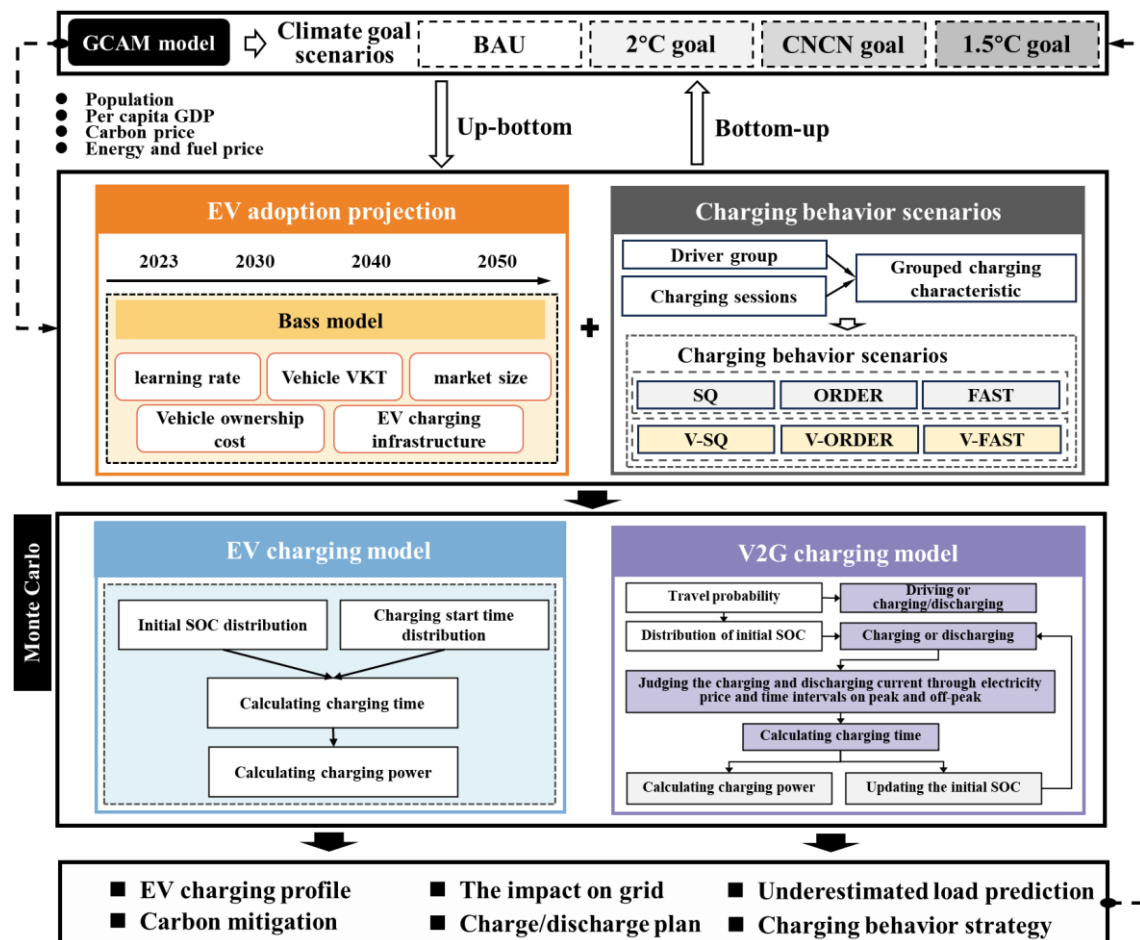 GCAM model
Climate goal
scenarios
BAU
2°C goal
CNCN goal
1.5°C goal
● Population
● Per capita GDP
● Carbon price
● Energy and fuel price
Up-bottom
Bottom-up
EV adoption projection
2023 2030 2040 2050
Bass model
learning rate
Vehicle VKT
market size
Vehicle ownership
cost
EV charging
infrastructure
+
Charging behavior scenarios
Driver group
Charging sessions
Grouped charging
characteristic
Charging behavior scenarios
SQ
ORDER
FAST
V-SQ
V-ORDER
V-FAST
Monte Carlo
EV charging model
Initial SOC distribution
Charging start time
distribution
Calculating charging time
Calculating charging power
V2G charging model
Travel probability
Driving or
charging/discharging
Distribution of initial SOC
Charging or discharging
Judging the charging and discharging current through electricity
price and time intervals on peak and off-peak
Calculating charging time
Calculating charging power
Updating the initial SOC
■ EV charging profile
■ The impact on grid
■ Underestimated load prediction
■ Carbon mitigation
■ Charge/discharge plan
■ Charging behavior strategy